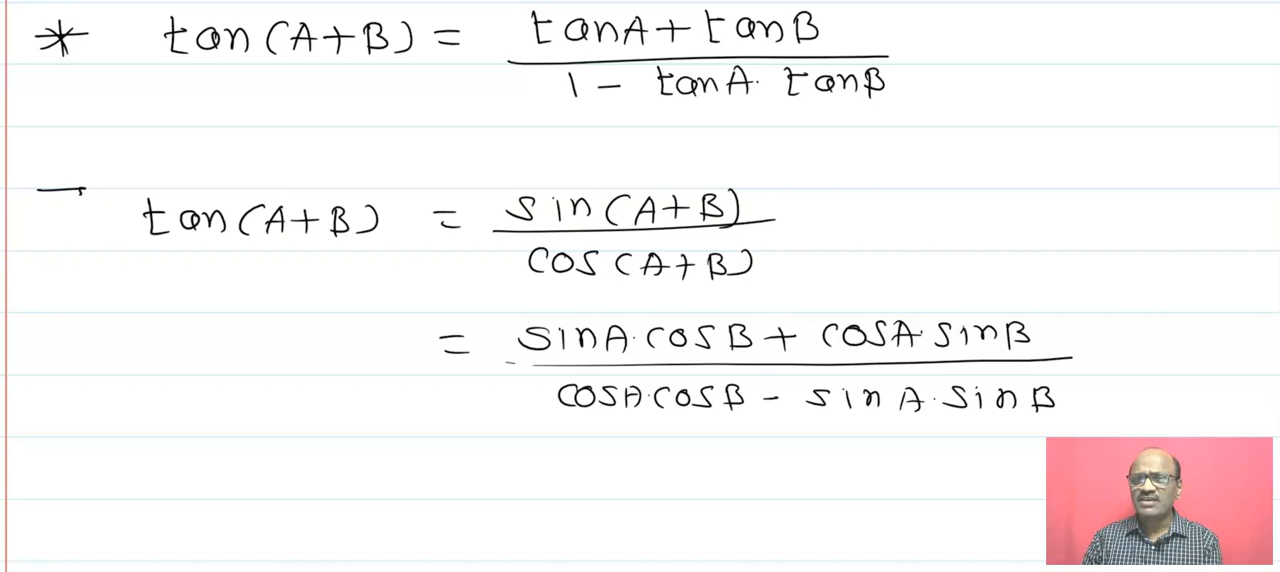 * tan(A+B) = tanA + tanB / 1 - tanA. tanB
tan(A+B) = sin(A+B) / cos(A+B)
= sinA.cosB + cosA.sinB / cosA.cosB - sinA.sinB